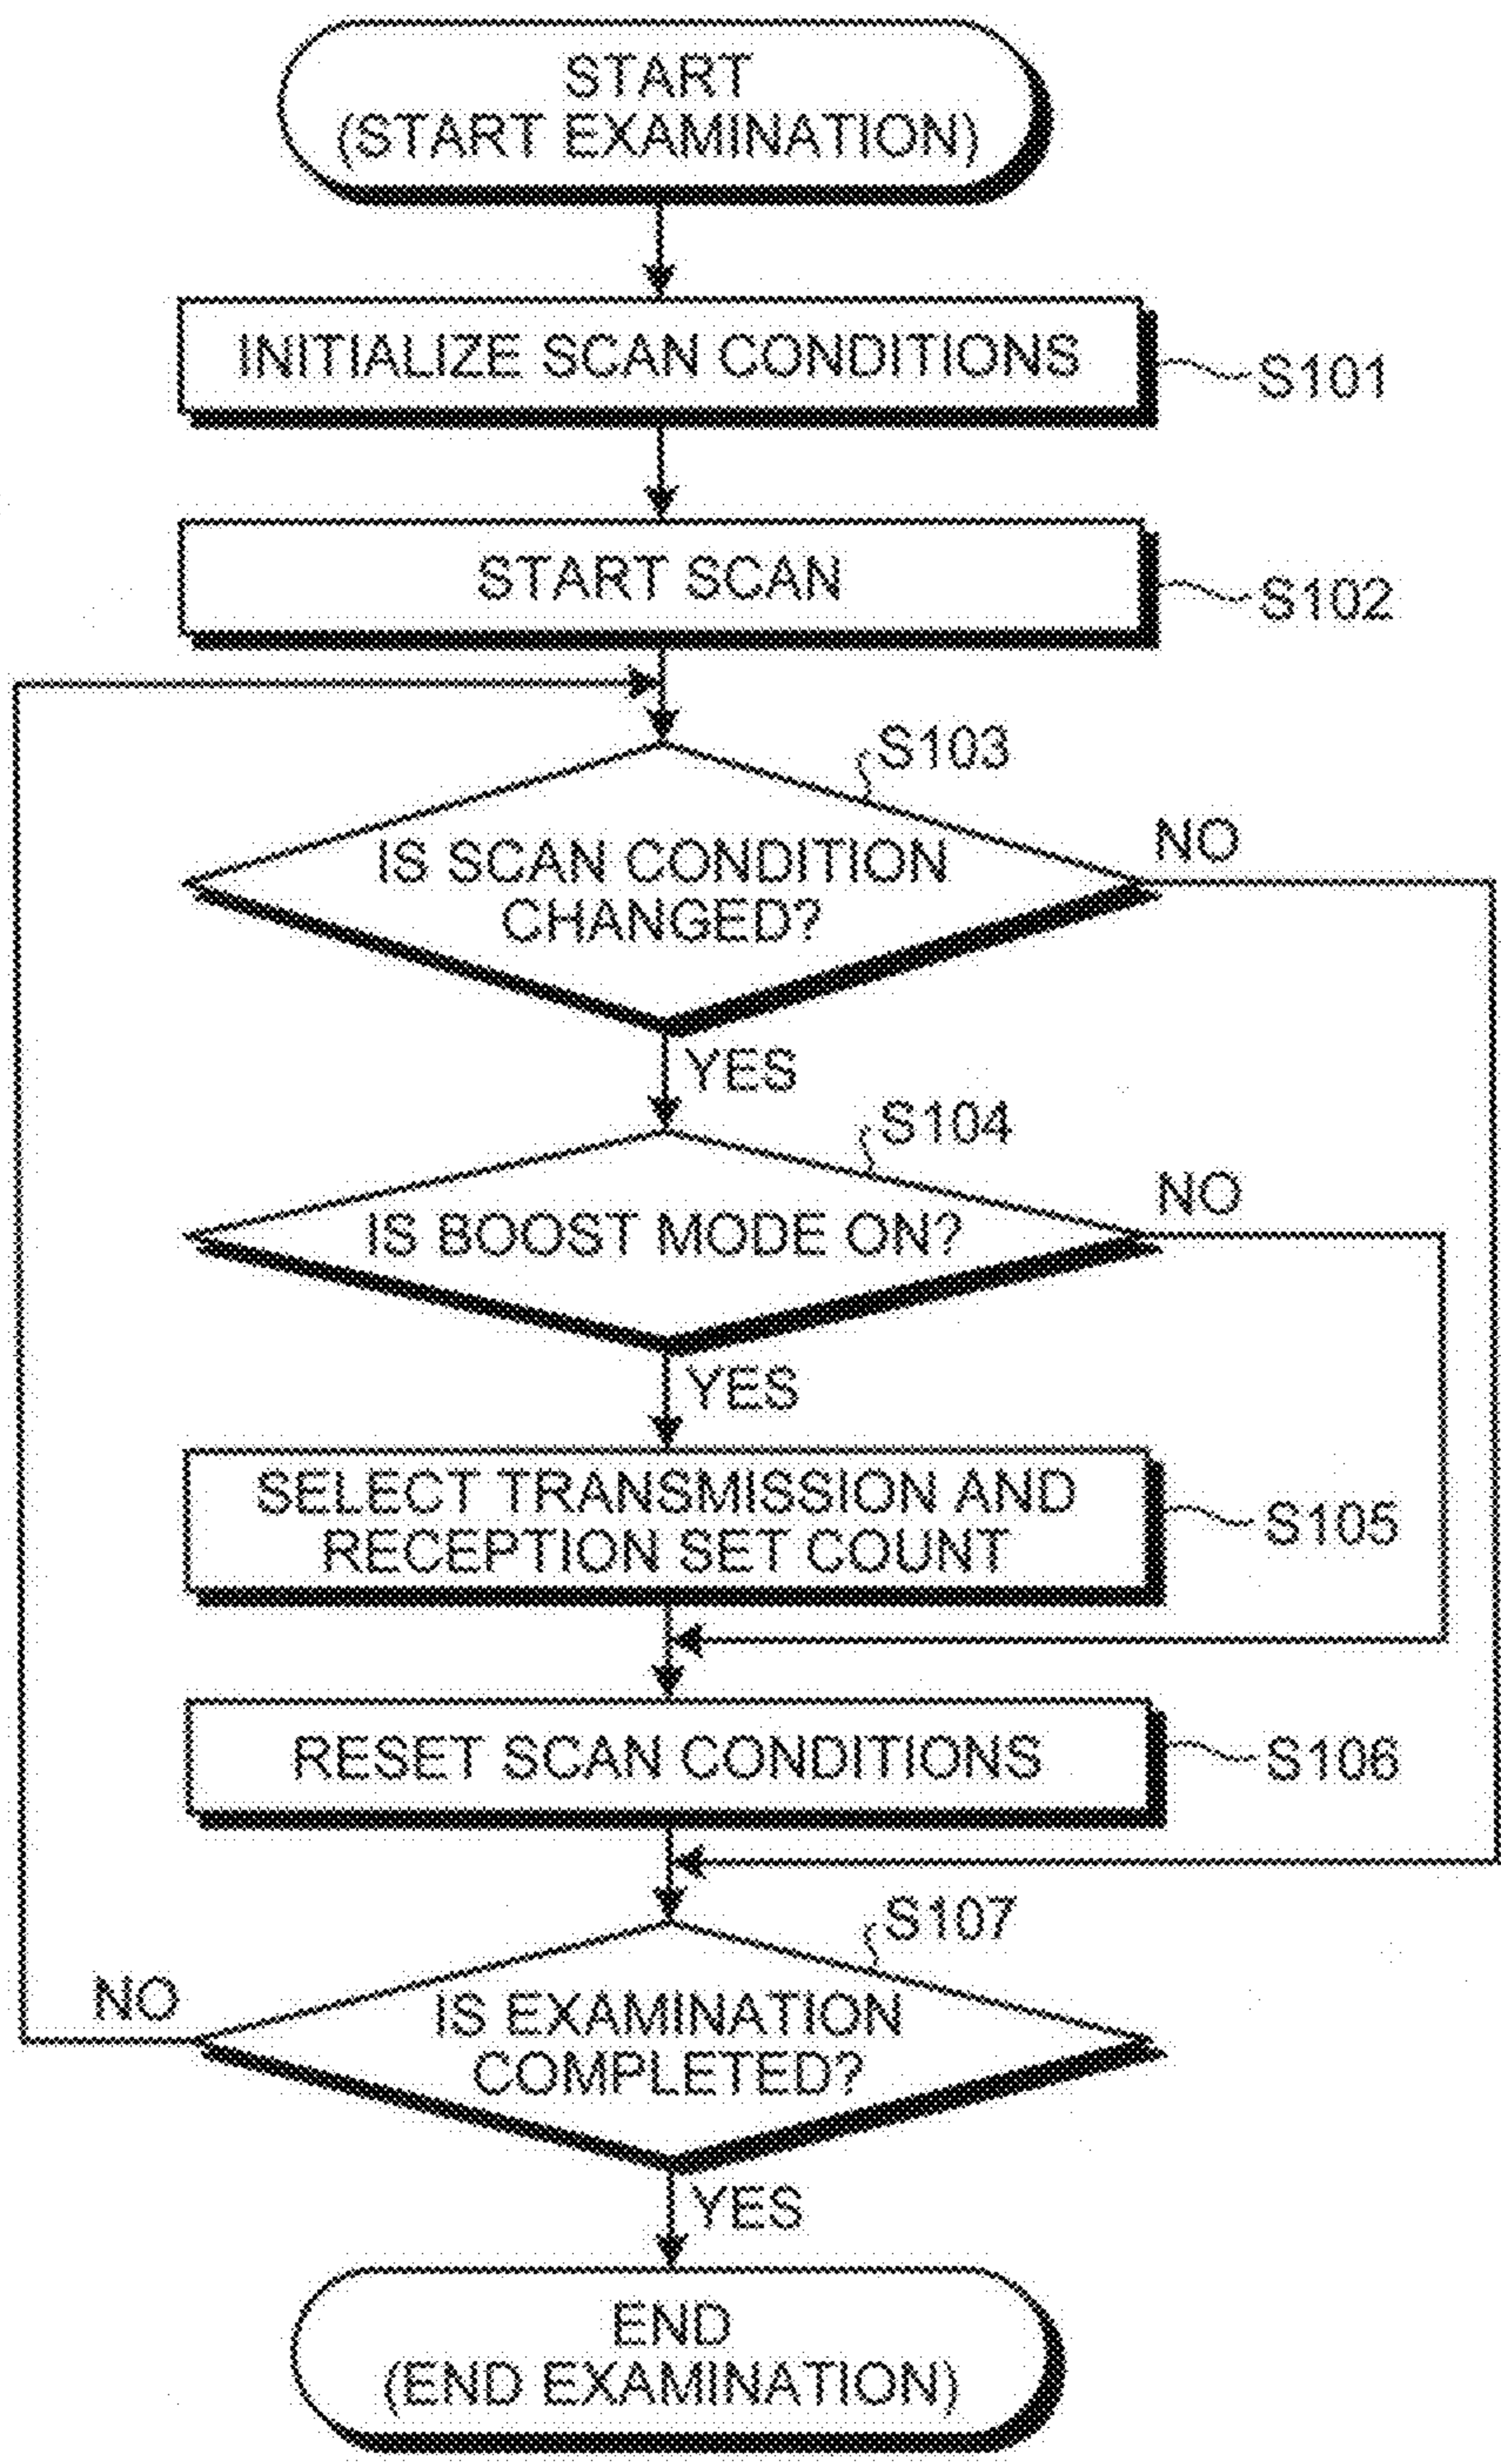 START
(START EXAMINATION)
INITIALIZE SCAN CONDITIONS
S101
START SCAN
S102
S103
IS SCAN CONDITION
CHANGED?
NO
YES
S104
IS BOOST MODE ON?
NO
YES
SELECT TRANSMISSION AND
RECEPTION SET COUNT
S105
RESET SCAN CONDITIONS
S106
S107
NO
IS EXAMINATION
COMPLETED?
YES
END
(END EXAMINATION)